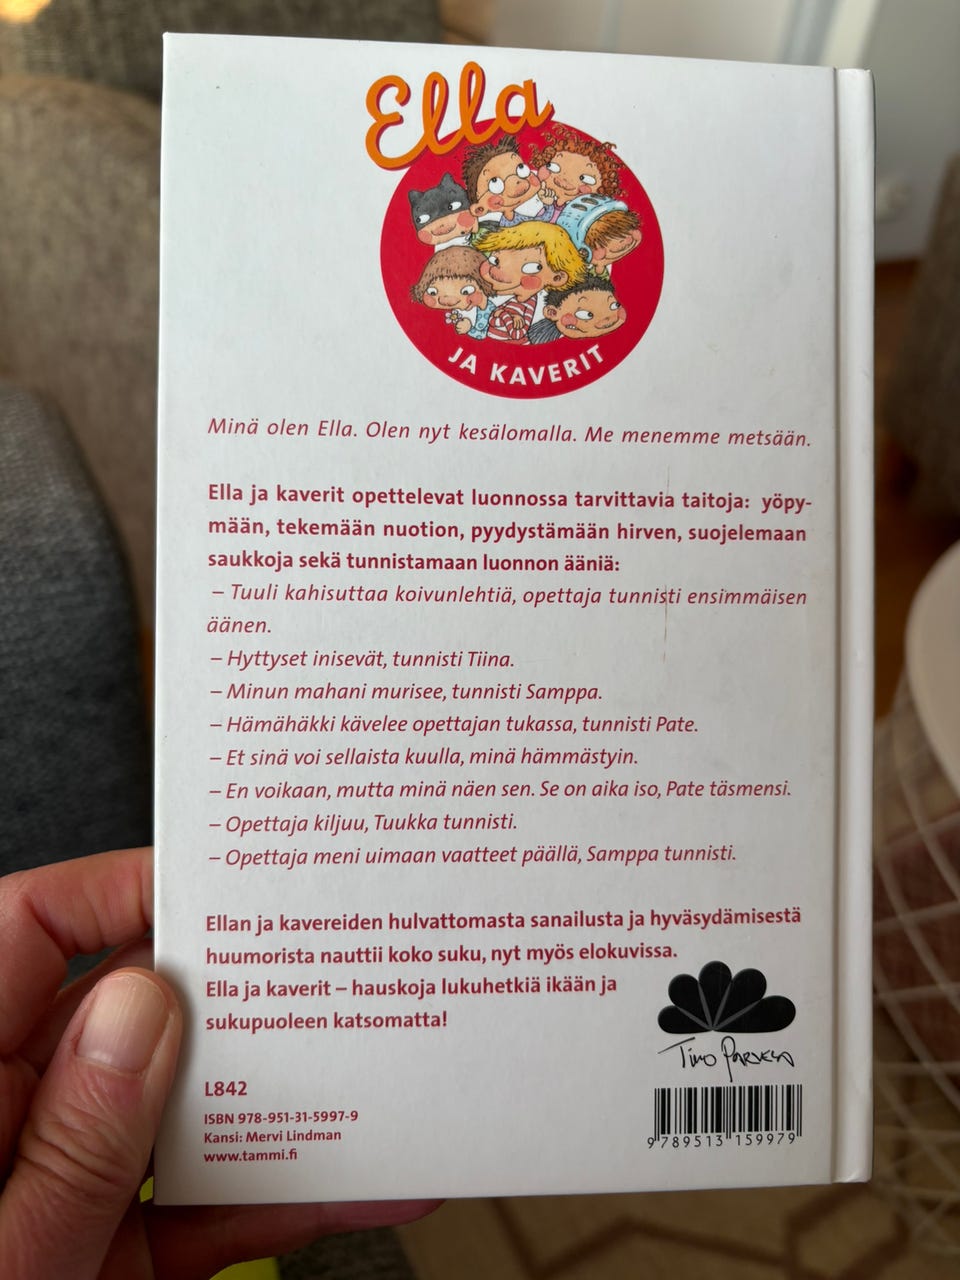 Ella
JA KAVERIT
Minä olen Ella. Olen nyt kesälomalla. Me menemme metsään.
Ella ja kaverit opettelevat luonnossa tarvittavia taitoja: yöpy-
mään, tekemään nuotion, pyydystämään hirven, suojelemaan
saukkoja sekä tunnistamaan luonnon ääniä:
– Tuuli kahisuttaa koivunlehtiä, opettaja tunnisti ensimmäisen
äänen.
– Hyttyset inisevät, tunnisti Tiina.
– Minun mahani murisee, tunnisti Samppa.
– Hämähäkki kävelee opettajan tukassa, tunnisti Pate.
– Et sinä voi sellaista kuulla, minä hämmästyin.
– En voikaan, mutta minä näen sen. Se on aika iso, Pate täsmensi.
– Opettaja kiljuu, Tuukka tunnisti.
– Opettaja meni uimaan vaatteet päällä, Samppa tunnisti.
Ellan ja kavereiden hulvattomasta sanailusta ja hyväsydämisestä
huumorista nauttii koko suku, nyt myös elokuvissa.
Ella ja kaverit – hauskoja lukuhetkiä ikään ja
sukupuoleen katsomatta!
Timo Parvela
L842
ISBN 978-951-31-5997-9
Kansi: Mervi Lindman
www.tammi.fi
9 789513 159979